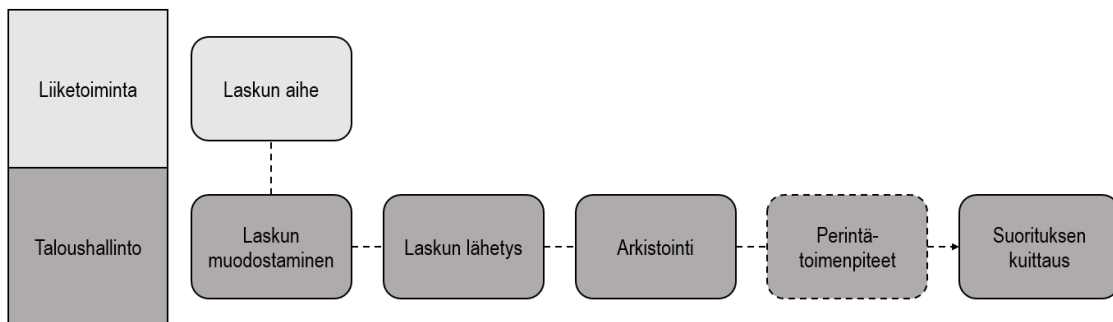 Liiketoiminta
Laskun aihe
Taloushallinto
Laskun
muodostaminen
Laskun lähetys
Arkistointi
Perintä-
toimenpiteet
Suorituksen
kuittaus